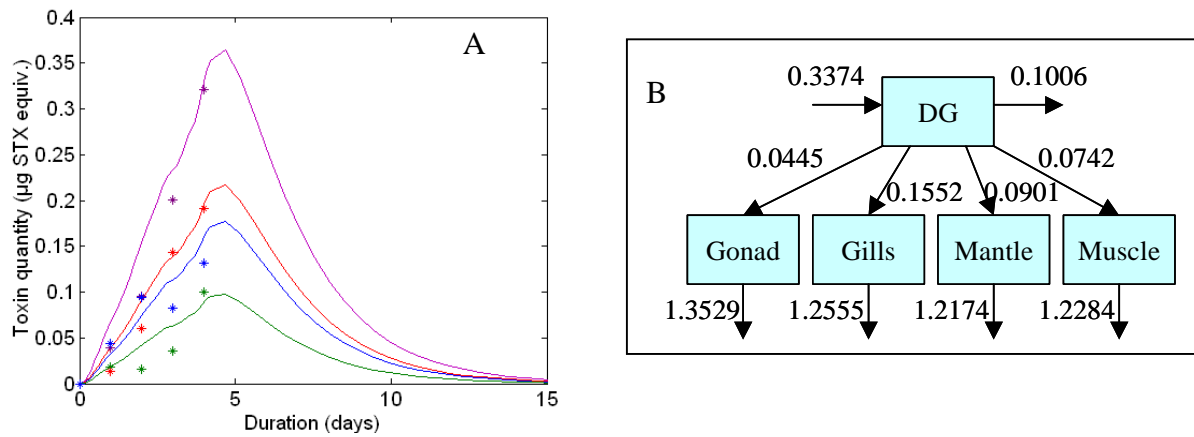 A
0.4
0.35
0.3
0.25
0.2
0.15
0.1
0.05
0
Toxin quantity (µg STX equiv.)
0 5 10 15
Duration (days)
B
0.3374 0.1006
DG
0.0445 0.1552 0.0901 0.0742
Gonad Gills Mantle Muscle
1.3529 1.2555 1.2174 1.2284